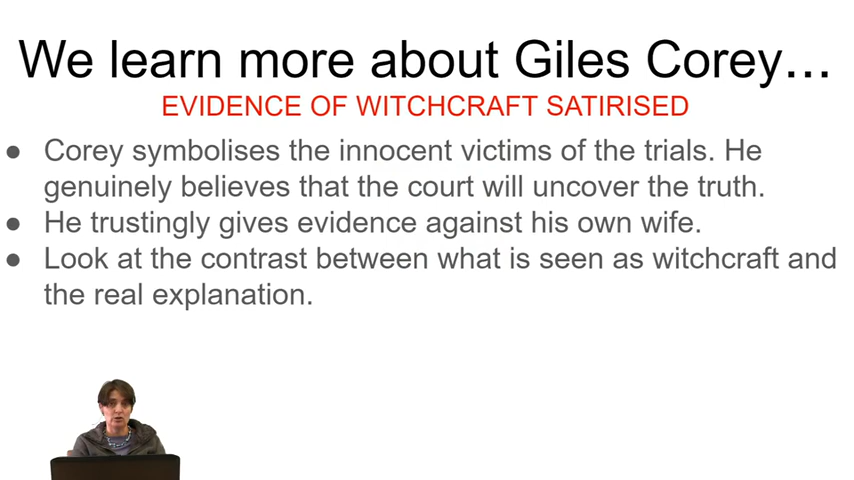 We learn more about Giles Corey…
EVIDENCE OF WITCHCRAFT SATIRISED
● Corey symbolises the innocent victims of the trials. He
genuinely believes that the court will uncover the truth.
● He trustingly gives evidence against his own wife.
● Look at the contrast between what is seen as witchcraft and
the real explanation.